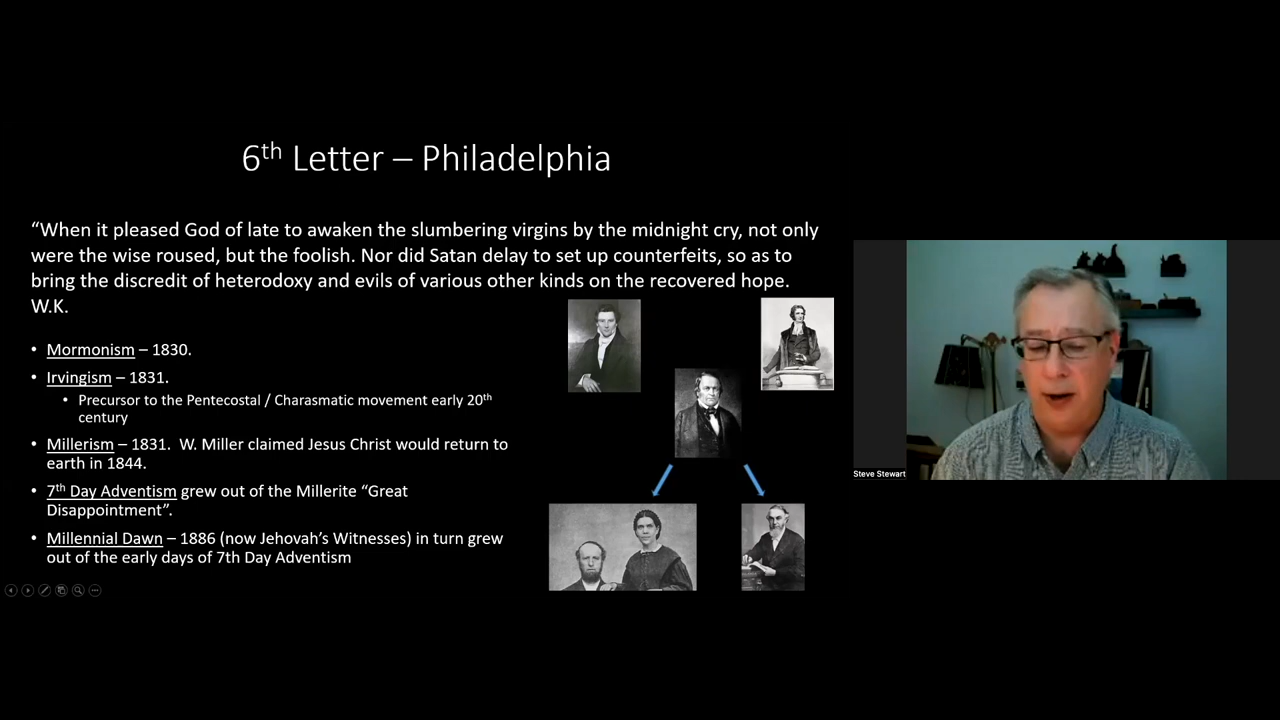 6th Letter – Philadelphia
“When it pleased God of late to awaken the slumbering virgins by the midnight cry, not only
were the wise roused, but the foolish. Nor did Satan delay to set up counterfeits, so as to
bring the discredit of heterodoxy and evils of various other kinds on the recovered hope.
W.K.
• Mormonism – 1830.
• Irvingism – 1831.
• Precursor to the Pentecostal / Charasmatic movement early 20th
century
• Millerism – 1831.  W. Miller claimed Jesus Christ would return to
earth in 1844.
• 7th Day Adventism grew out of the Millerite “Great
Disappointment”.
• Millennial Dawn – 1886 (now Jehovah’s Witnesses) in turn grew
out of the early days of 7th Day Adventism
Steve Stewart